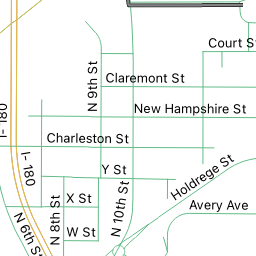 Court S
N 9th St
Claremont St
New Hampshire St
I- 180
Charleston St
I- 180
Y St
Holdrege St
X St
N 10th St
Avery Ave
N 8th St
N 6th St
W St